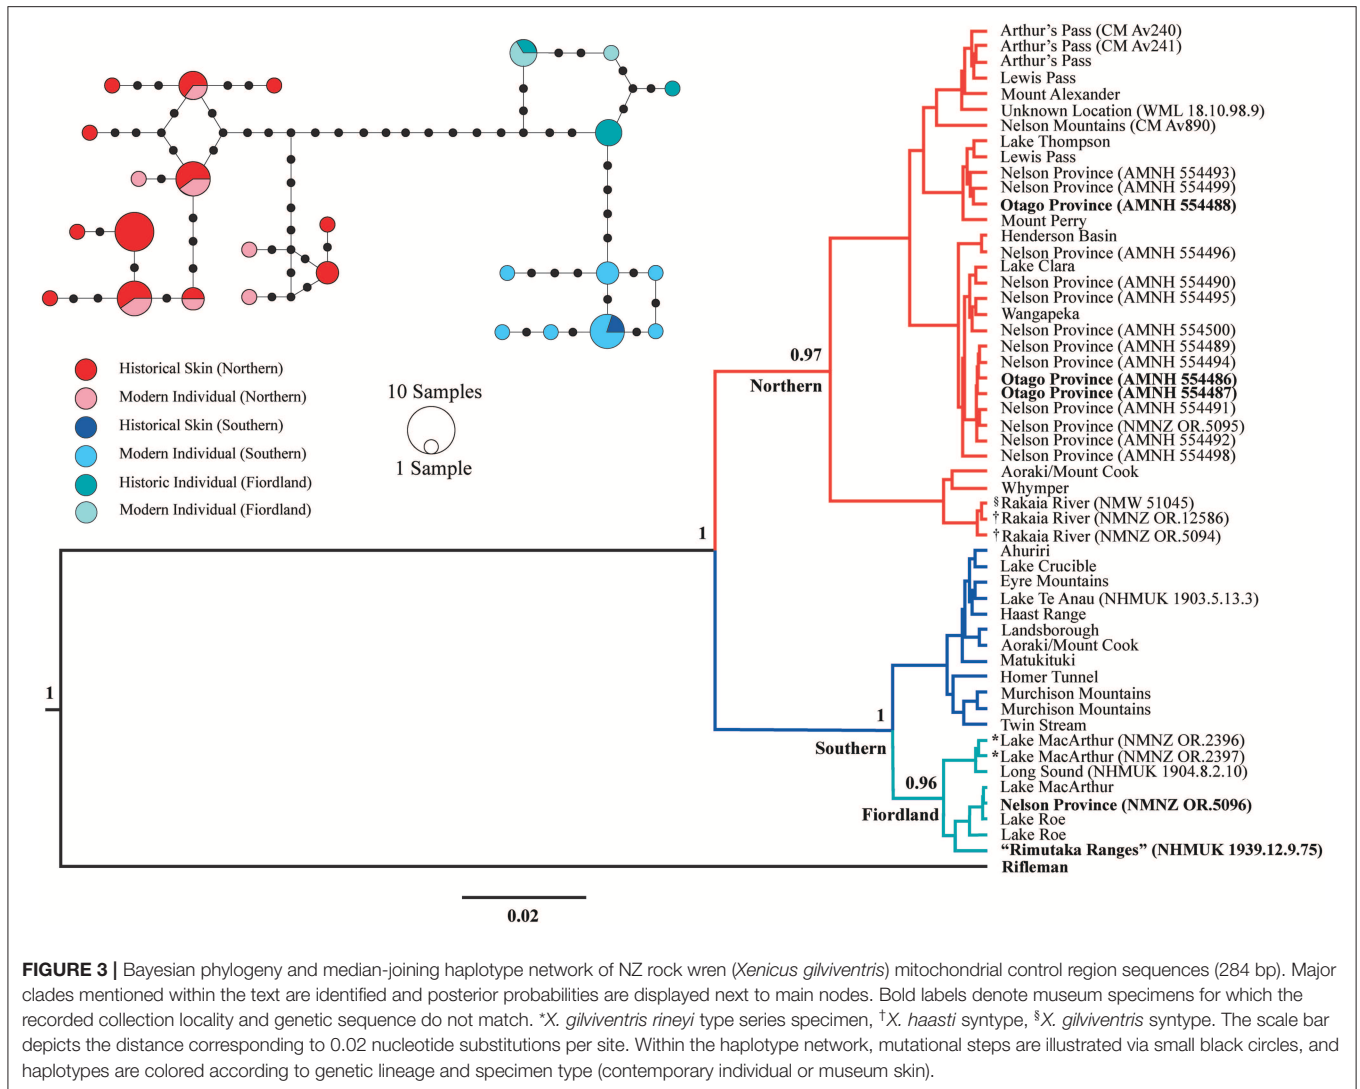 Historical Skin (Northern)
Modern Individual (Northern)
Historical Skin (Southern)
Modern Individual (Southern)
Historic Individual (Fiordland)
Modern Individual (Fiordland)
10 Samples
1 Sample
1
1
0.97
Northern
1
Southern
0.96
Fiordland
Arthur's Pass (CM Av240)
Arthur's Pass (CM Av241)
Arthur's Pass
Lewis Pass
Mount Alexander
Unknown Location (WML 18.10.98.9)
Nelson Mountains (CM Av890)
Lake Thompson
Lewis Pass
Nelson Province (AMNH 554493)
Nelson Province (AMNH 554499)
Otago Province (AMNH 554488)
Mount Perry
Henderson Basin
Nelson Province (AMNH 554496)
Lake Clara
Nelson Province (AMNH 554490)
Nelson Province (AMNH 554495)
Wangapeka
Nelson Province (AMNH 554500)
Nelson Province (AMNH 554489)
Nelson Province (AMNH 554494)
Otago Province (AMNH 554486)
Otago Province (AMNH 554487)
Nelson Province (AMNH 554491)
Nelson Province (NMNZ OR.5095)
Nelson Province (AMNH 554492)
Nelson Province (AMNH 554498)
Aoraki/Mount Cook
Whymper
§Rakaia River (NMW 51045)
†Rakaia River (NMNZ OR.12586)
†Rakaia River (NMNZ OR.5094)
Ahuriri
Lake Crucible
Eyre Mountains
Lake Te Anau (NHMUK 1903.5.13.3)
Haast Range
Landsborough
Aoraki/Mount Cook
Matukituki
Homer Tunnel
Murchison Mountains
Murchison Mountains
Twin Stream
*Lake MacArthur (NMNZ OR.2396)
*Lake MacArthur (NMNZ OR.2397)
Long Sound (NHMUK 1904.8.2.10)
Lake MacArthur
Nelson Province (NMNZ OR.5096)
Lake Roe
Lake Roe
"Rimutaka Ranges" (NHMUK 1939.12.9.75)
Rifleman
0.02
FIGURE 3 | Bayesian phylogeny and median-joining haplotype network of NZ rock wren (Xenicus gilviventris) mitochondrial control region sequences (284 bp). Major
clades mentioned within the text are identified and posterior probabilities are displayed next to main nodes. Bold labels denote museum specimens for which the
recorded collection locality and genetic sequence do not match. *X. gilviventris rineyi type series specimen, †X. haasti syntype, §X. gilviventris syntype. The scale bar
depicts the distance corresponding to 0.02 nucleotide substitutions per site. Within the haplotype network, mutational steps are illustrated via small black circles, and
haplotypes are colored according to genetic lineage and specimen type (contemporary individual or museum skin).